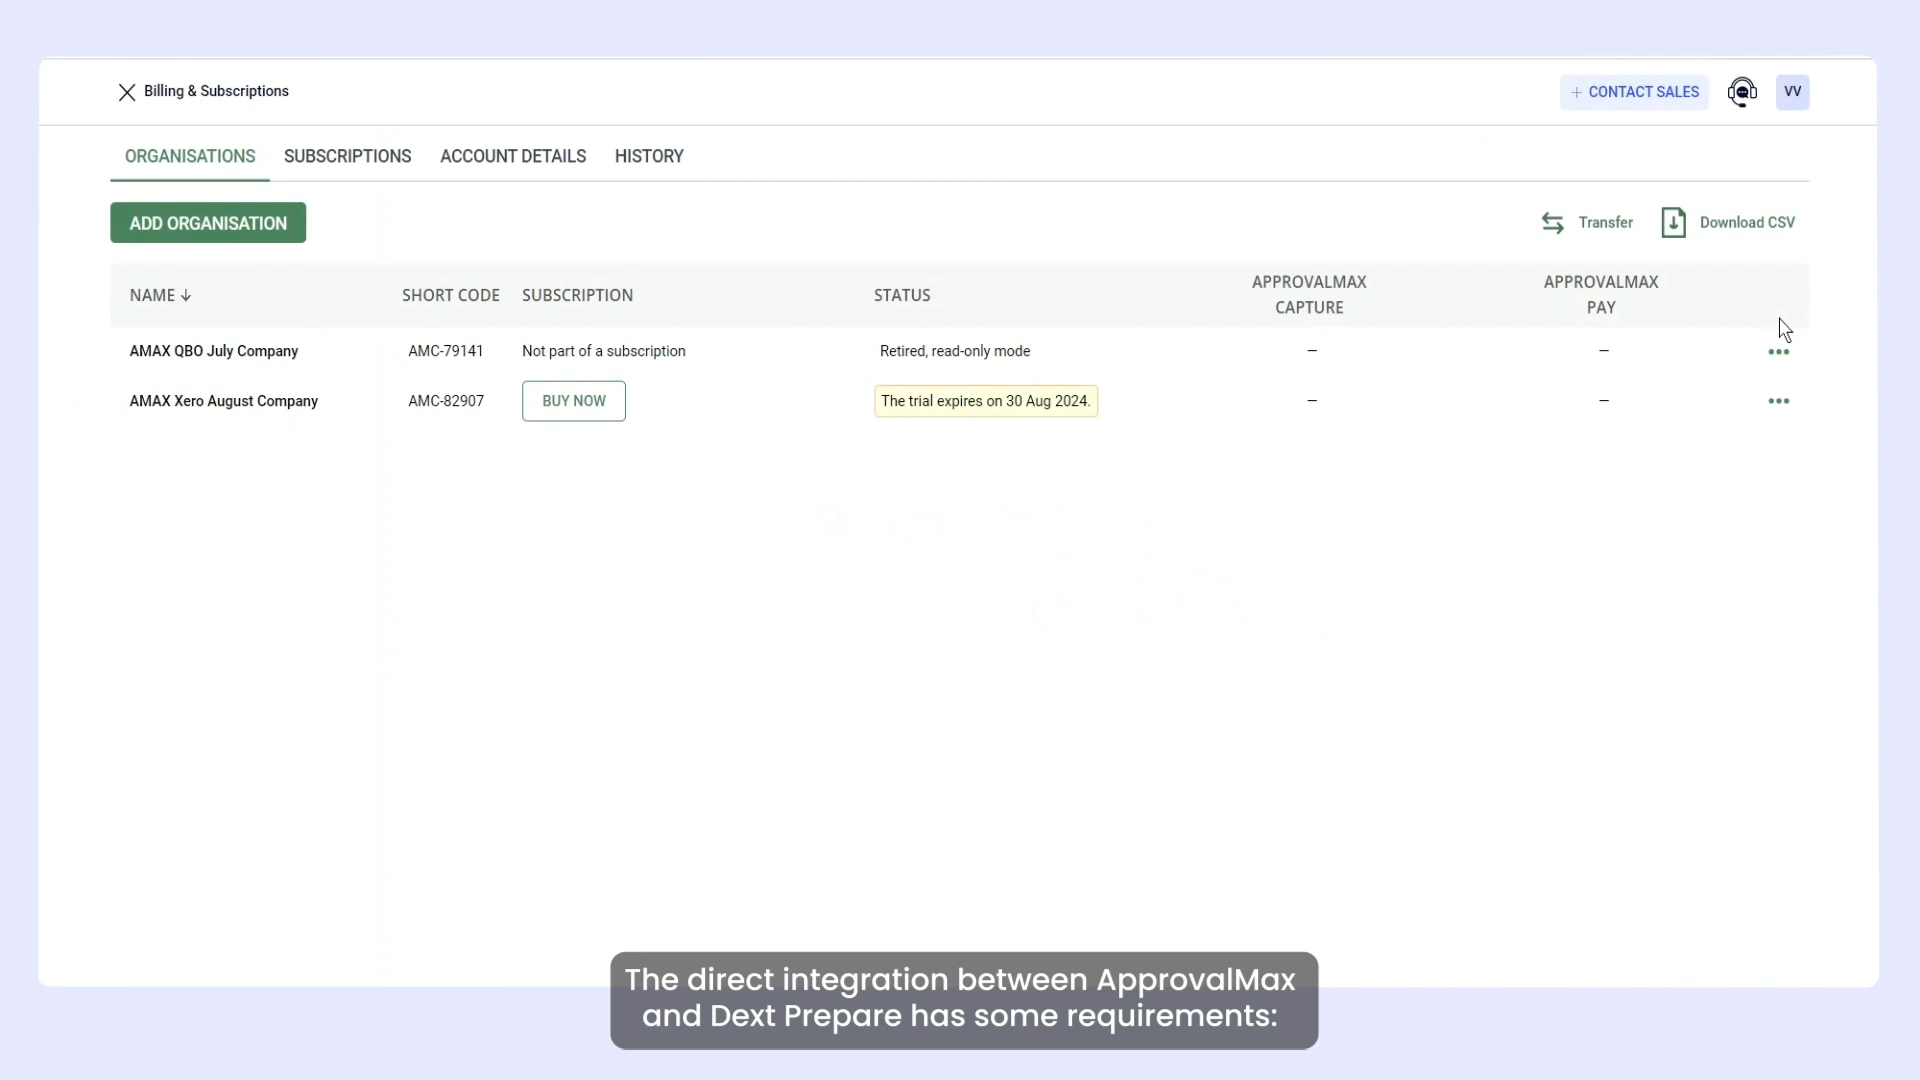 Billing & Subscriptions
+ CONTACT SALES
VV
ORGANISATIONS SUBSCRIPTIONS ACCOUNT DETAILS HISTORY
ADD ORGANISATION
Transfer
Download CSV
NAME ↓ SHORT CODE SUBSCRIPTION STATUS APPROVALMAX CAPTURE APPROVALMAX PAY
AMAX QBO July Company AMC-79141 Not part of a subscription Retired, read-only mode – –
AMAX Xero August Company AMC-82907 BUY NOW The trial expires on 30 Aug 2024. – –
The direct integration between ApprovalMax
and Dext Prepare has some requirements: